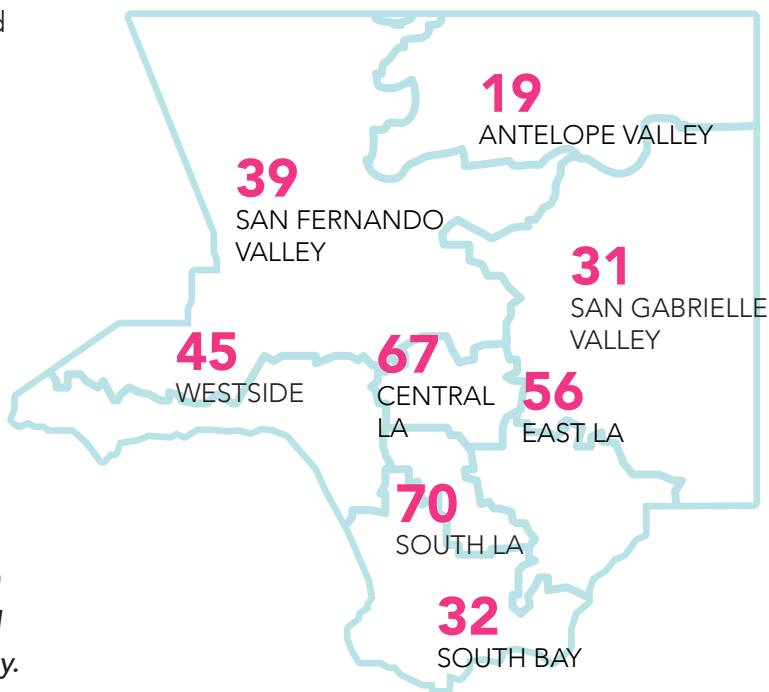 19
ANTELOPE VALLEY
39
SAN FERNANDO
VALLEY
31
SAN GABRIELLE
VALLEY
45
WESTSIDE
67
CENTRAL
LA
56
EAST LA
70
SOUTH LA
32
SOUTH BAY